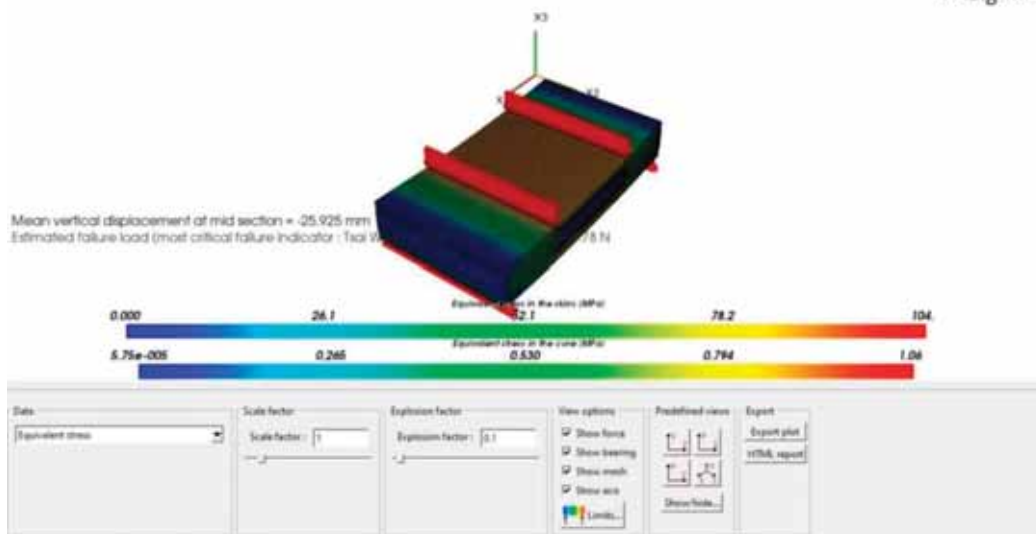 X3
X2
X
Mean vertical displacement at mid section = -25.925 mm
Estimated failure load (most critical failure indicator : Tsai W 78 N
Equivalent stress in the skins (MPa)
0.000 26.1 52.1 78.2 104.
Equivalent stress in the core (MPa)
5.75e-005 0.265 0.530 0.794 1.06
Data Scale factor Explosion factor View options Predefined views Export
Equivalent stress Scale factor : 1 Explosion factor : 0.1 Show force Export plot
Show bearing HTML report
Show mesh
Show axis
Limits... Show/hide...